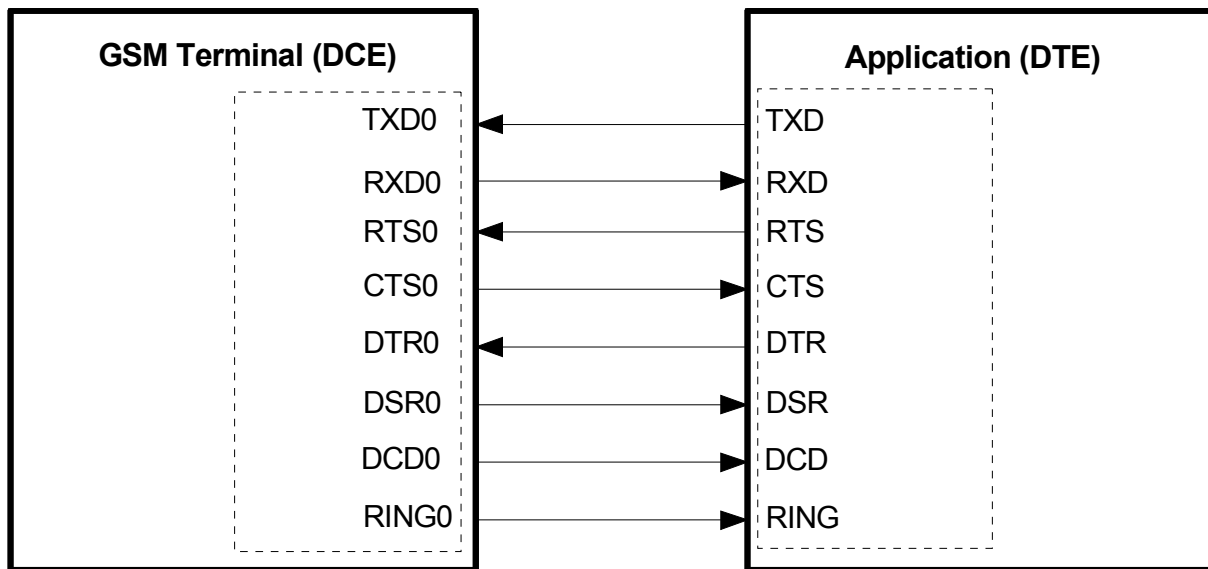 GSM Terminal (DCE)
Application (DTE)
TXD0
TXD
RXD0
RXD
RTS0
RTS
CTS0
CTS
DTR0
DTR
DSR0
DSR
DCD0
DCD
RING0
RING